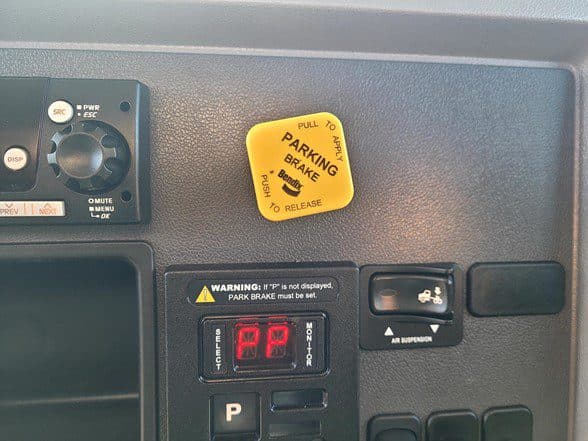 SRC
PWR
ESC
DISP
MUTE
MENU
OK
PREV
NEXT
PULL TO APPLY
PARKING
BRAKE
Bendix
PUSH TO RELEASE
WARNING: If "P" is not displayed,
PARK BRAKE must be set.
SELECT
PP
MONITOR
P
AIR SUSPENSION